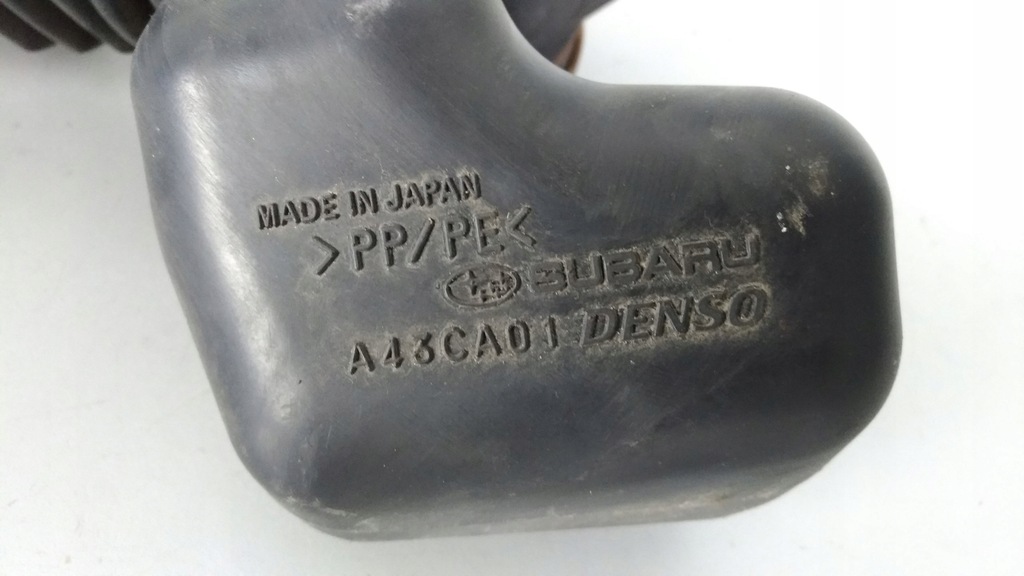 MADE IN JAPAN
>PP/PE<
SUBARU
A43CA01 DENSO